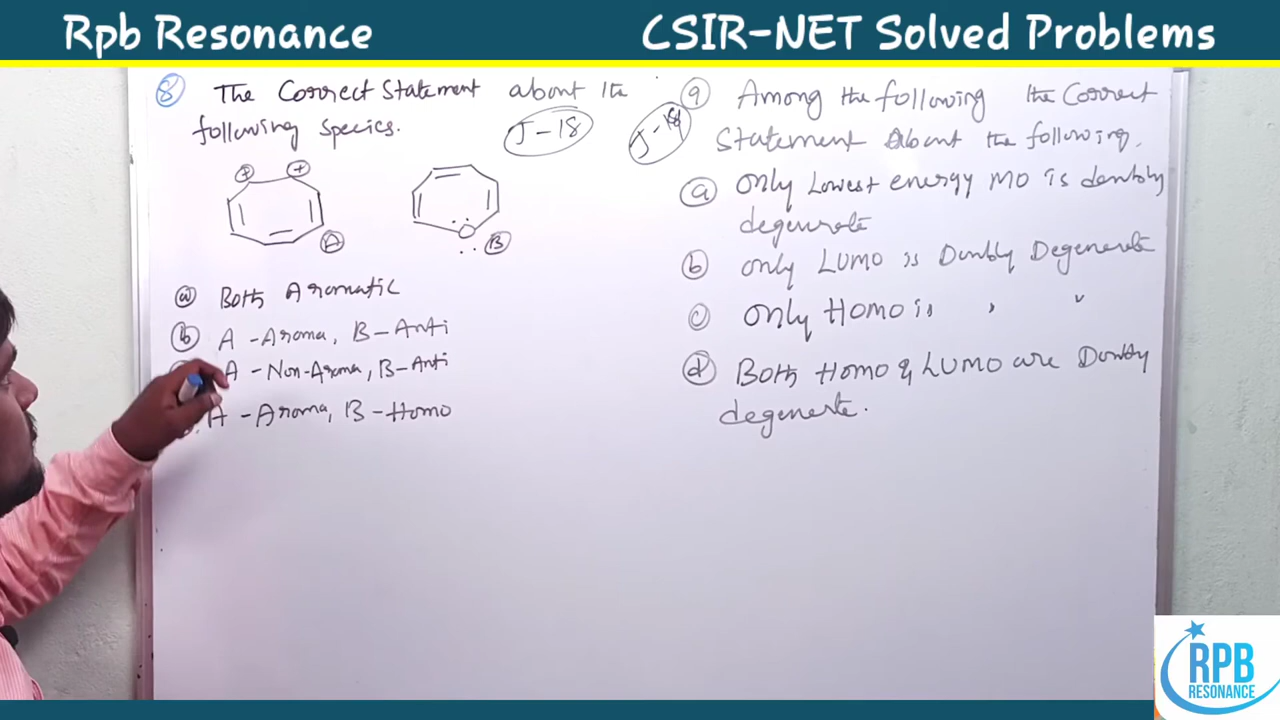 Rpb Resonance
CSIR-NET Solved Problems
8 The Correct Statement about the
following species.
J-18
+ +
A
O
B
a Both Aromatic
b A - Aroma, B - Anti
A - Non-Aroma, B - Anti
A - Aroma, B - Homo
J-18
9 Among the following the Correct
Statement About the following.
a only Lowest energy MO is doubly
degenerate
b only LUMO is Doubly Degenerate
c only Homo is " "
d Both Homo & LUMO are Doubly
degenerte.
RPB
RESONANCE